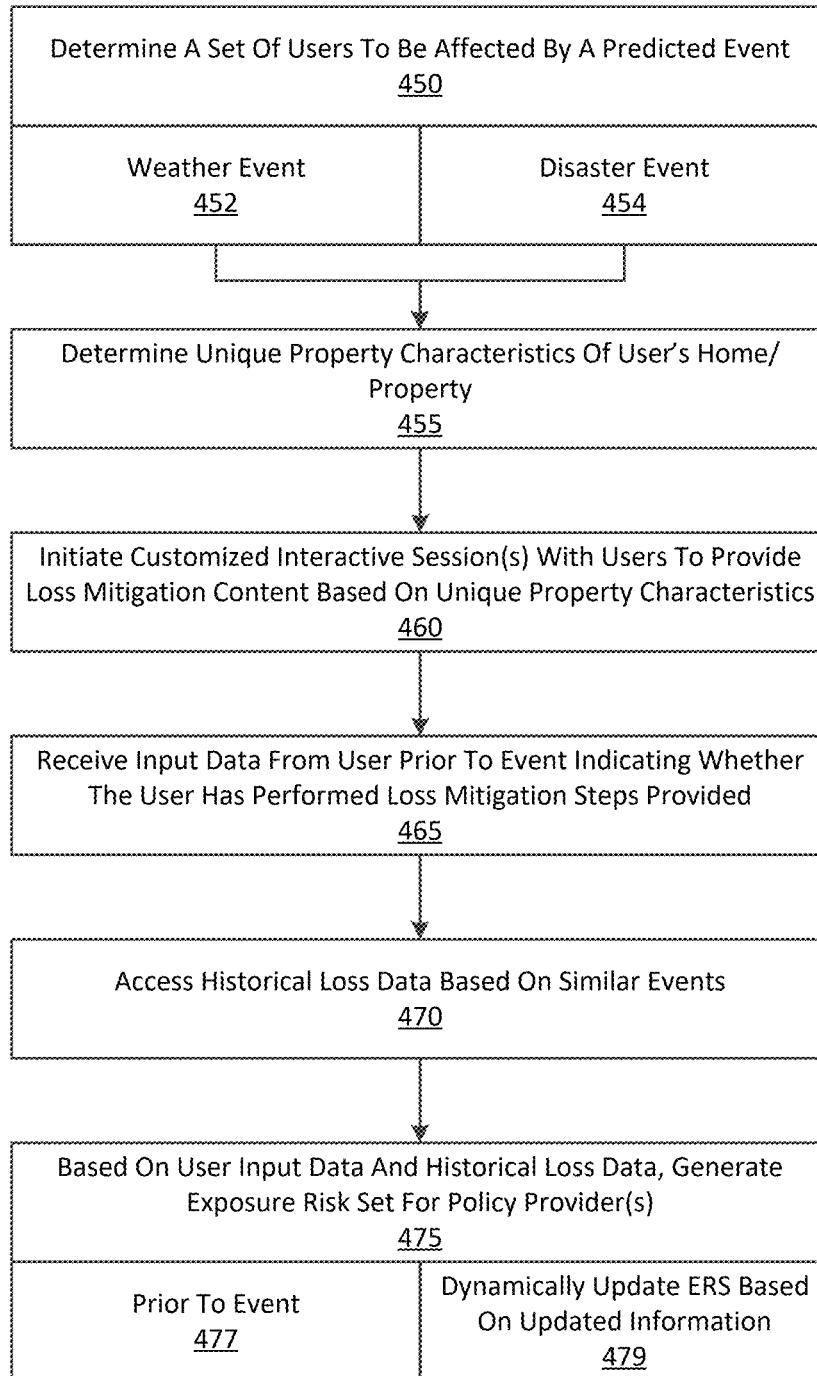 Determine A Set Of Users To Be Affected By A Predicted Event
450
Weather Event
452
Disaster Event
454
Determine Unique Property Characteristics Of User's Home/
Property
455
Initiate Customized Interactive Session(s) With Users To Provide
Loss Mitigation Content Based On Unique Property Characteristics
460
Receive Input Data From User Prior To Event Indicating Whether
The User Has Performed Loss Mitigation Steps Provided
465
Access Historical Loss Data Based On Similar Events
470
Based On User Input Data And Historical Loss Data, Generate
Exposure Risk Set For Policy Provider(s)
475
Prior To Event
477
Dynamically Update ERS Based
On Updated Information
479